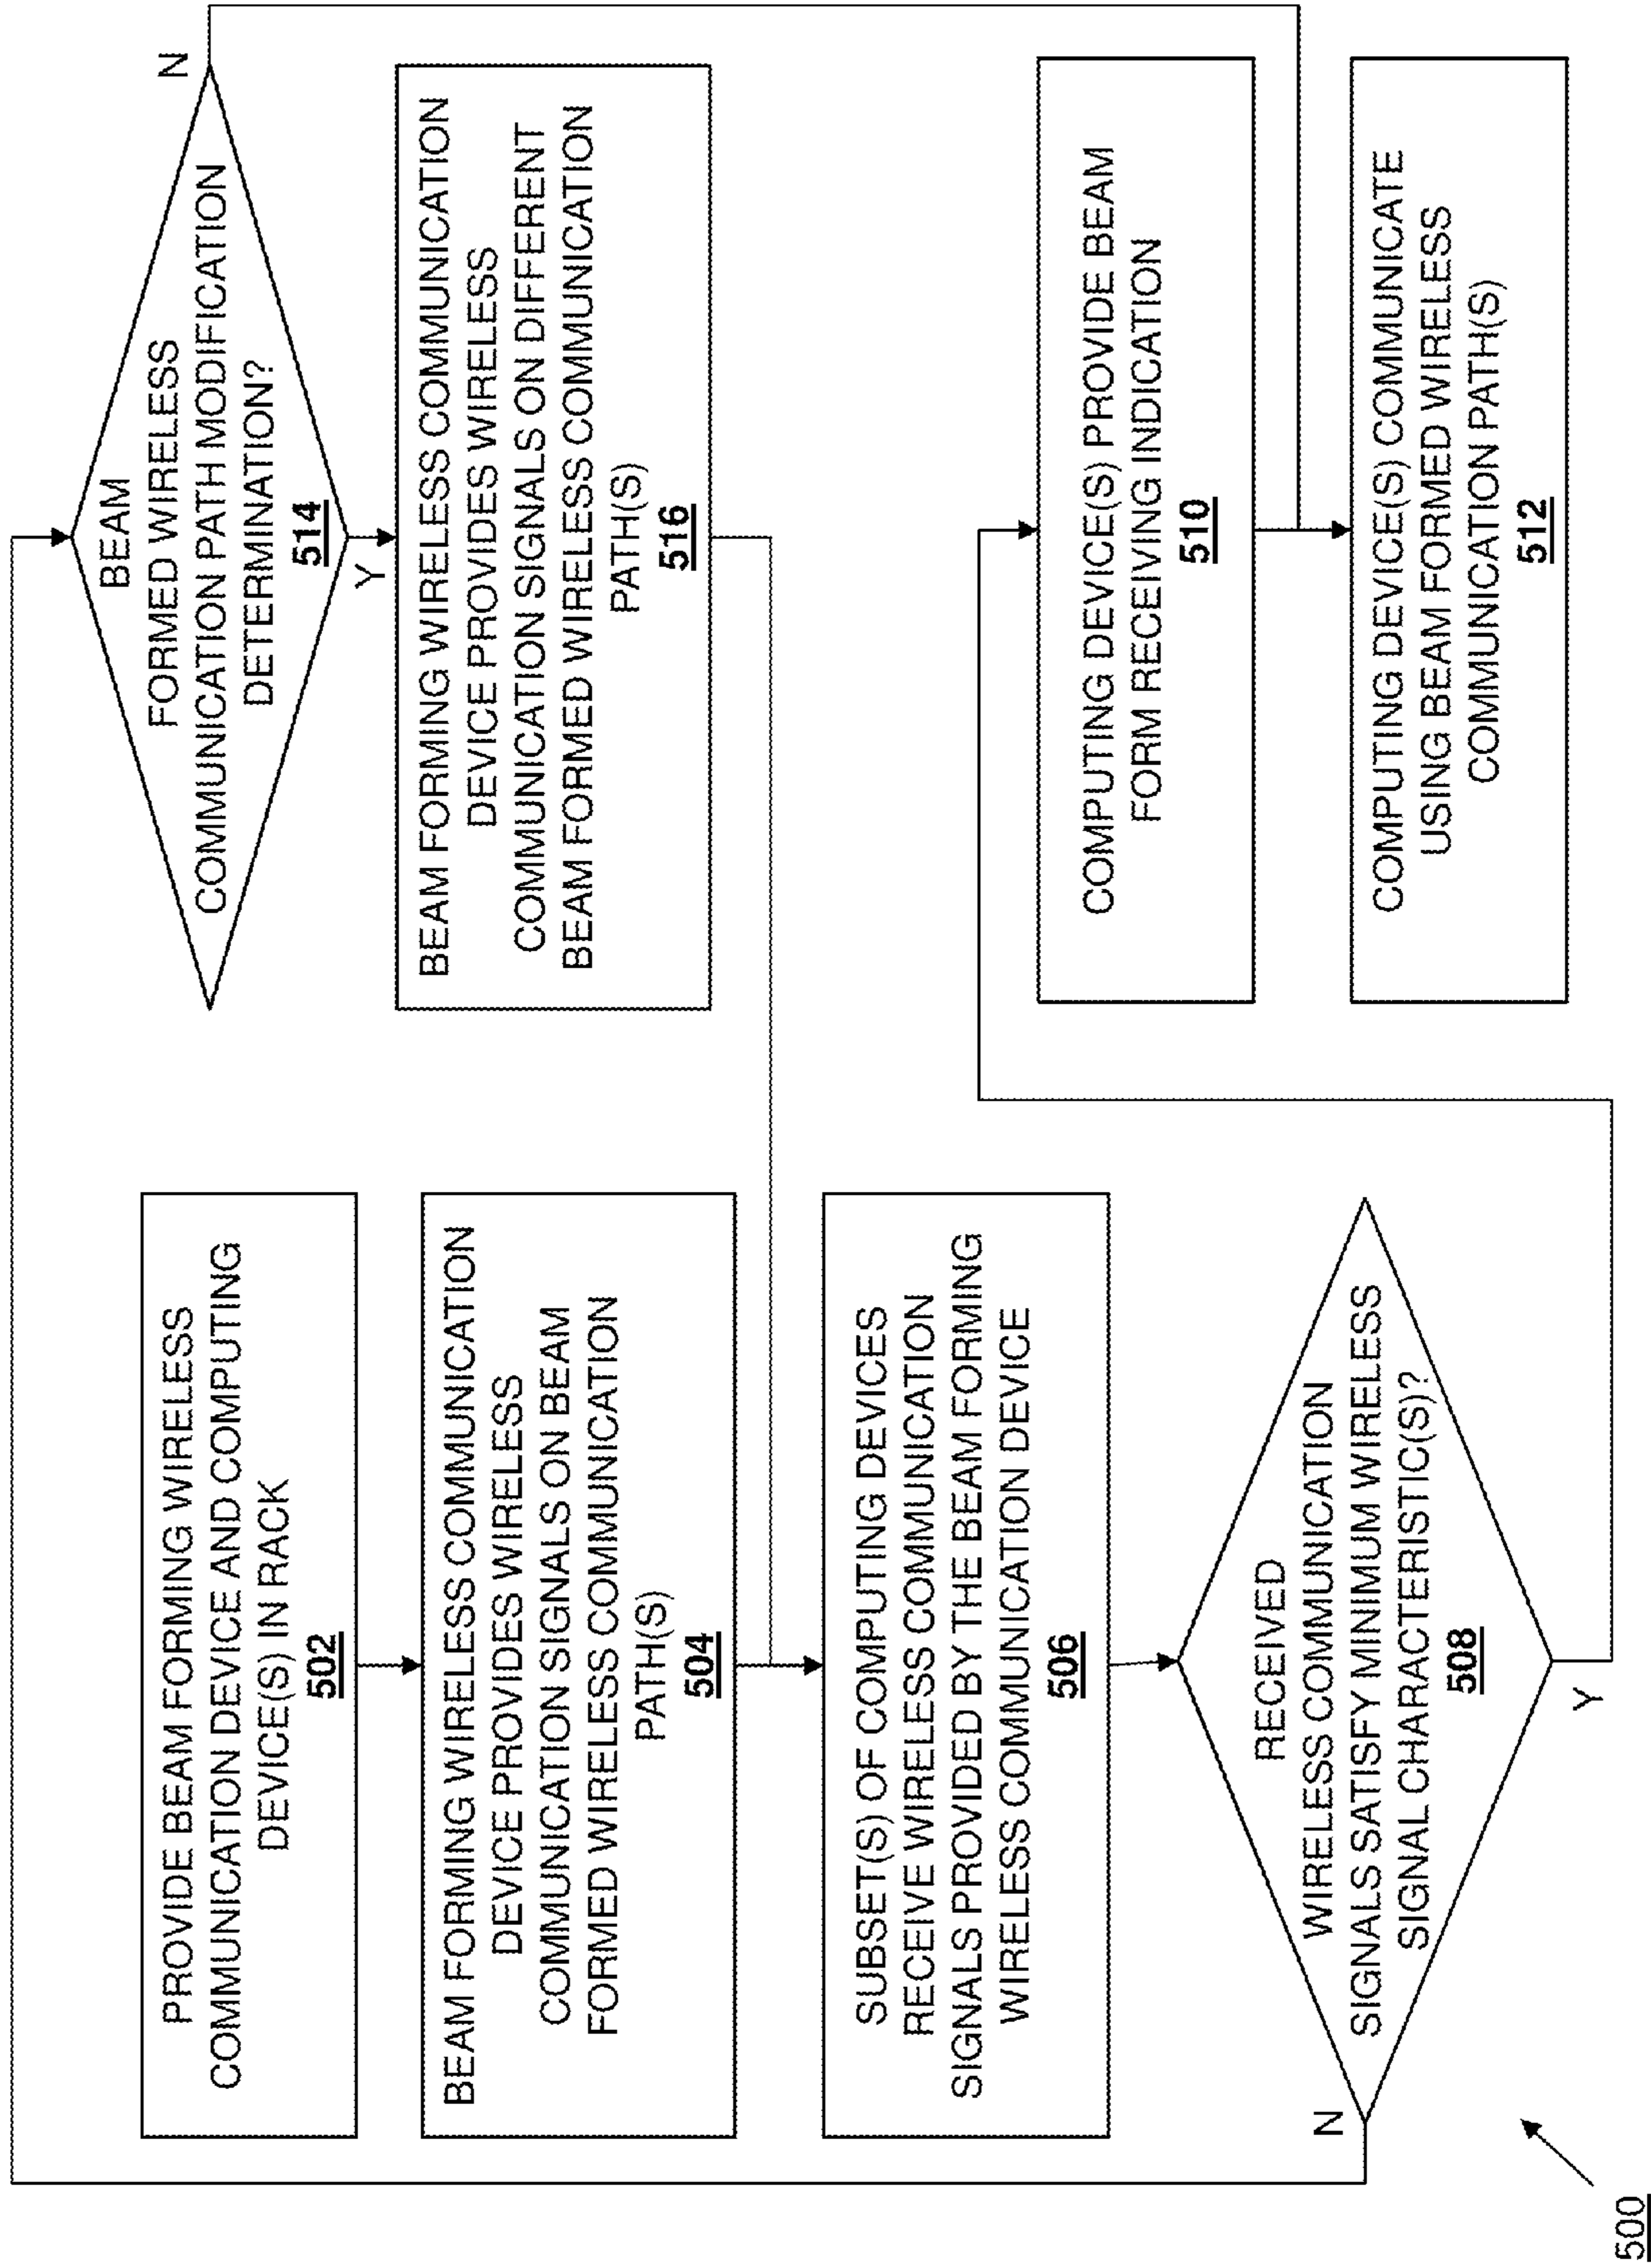 PROVIDE BEAM FORMING WIRELESS
COMMUNICATION DEVICE AND COMPUTING
DEVICE(S) IN RACK
502
BEAM FORMING WIRELESS COMMUNICATION
DEVICE PROVIDES WIRELESS
COMMUNICATION SIGNALS ON BEAM
FORMED WIRELESS COMMUNICATION
PATH(S)
504
SUBSET(S) OF COMPUTING DEVICES
RECEIVE WIRELESS COMMUNICATION
SIGNALS PROVIDED BY THE BEAM FORMING
WIRELESS COMMUNICATION DEVICE
506
RECEIVED
WIRELESS COMMUNICATION
SIGNALS SATISFY MINIMUM WIRELESS
SIGNAL CHARACTERISTIC(S)?
508
N
Y
BEAM
FORMED WIRELESS
COMMUNICATION PATH MODIFICATION
DETERMINATION?
514
N
Y
BEAM FORMING WIRELESS COMMUNICATION
DEVICE PROVIDES WIRELESS
COMMUNICATION SIGNALS ON DIFFERENT
BEAM FORMED WIRELESS COMMUNICATION
PATH(S)
516
COMPUTING DEVICE(S) PROVIDE BEAM
FORM RECEIVING INDICATION
510
COMPUTING DEVICE(S) COMMUNICATE
USING BEAM FORMED WIRELESS
COMMUNICATION PATH(S)
512
500